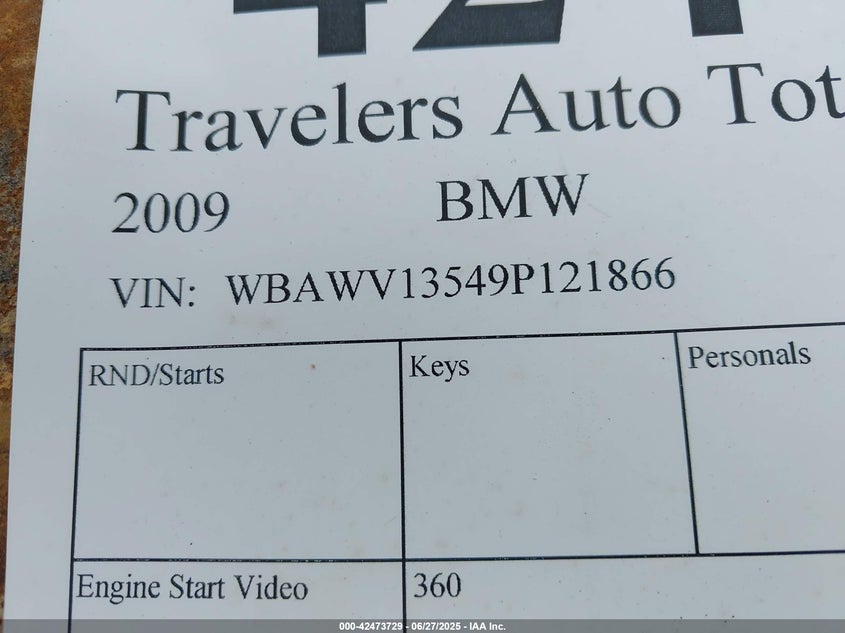 Travelers Auto
2009 BMW
VIN: WBAWV13549P121866
RND/Starts Keys Personals
Engine Start Video 360
000-42473729 - 06/27/2025 - IAA Inc.